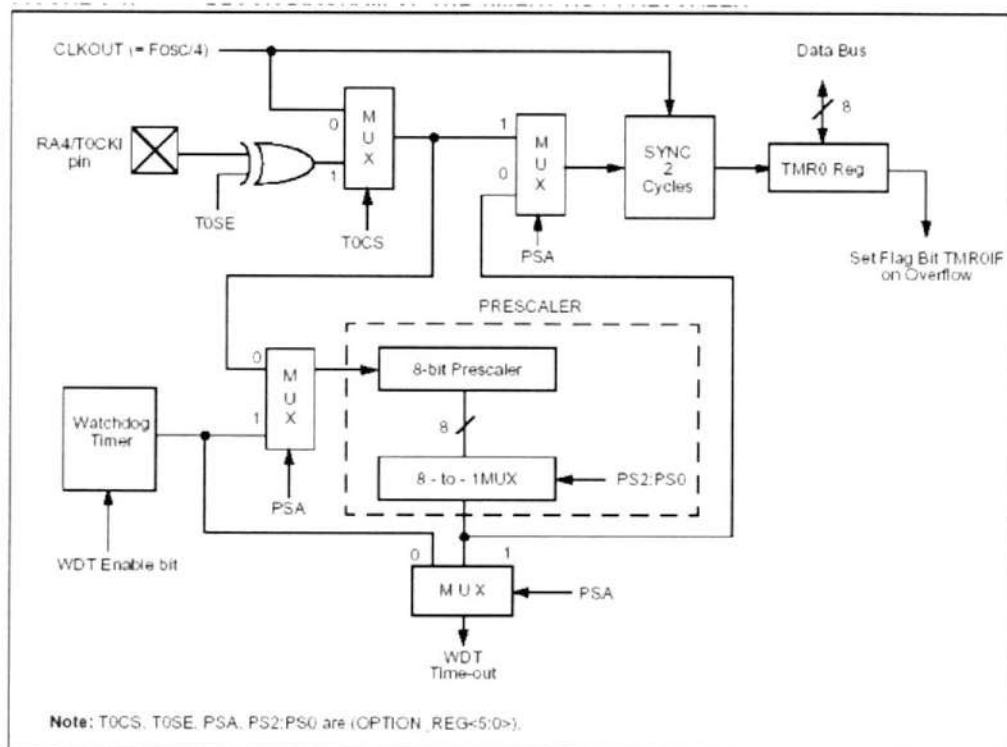 CLKOUT (= Fosc/4)
Data Bus
8
RA4/T0CKI
pin
T0SE
0
1
M
U
X
T0CS
1
0
M
U
X
PSA
SYNC
2
Cycles
TMR0 Reg
Set Flag Bit TMR0IF
on Overflow
PRESCALER
0
1
M
U
X
PSA
8-bit Prescaler
8
8 - to - 1MUX
PS2:PS0
Watchdog
Timer
WDT Enable bit
0
1
M U X
PSA
WDT
Time-out
Note: T0CS, T0SE, PSA, PS2:PS0 are (OPTION_REG<5:0>).